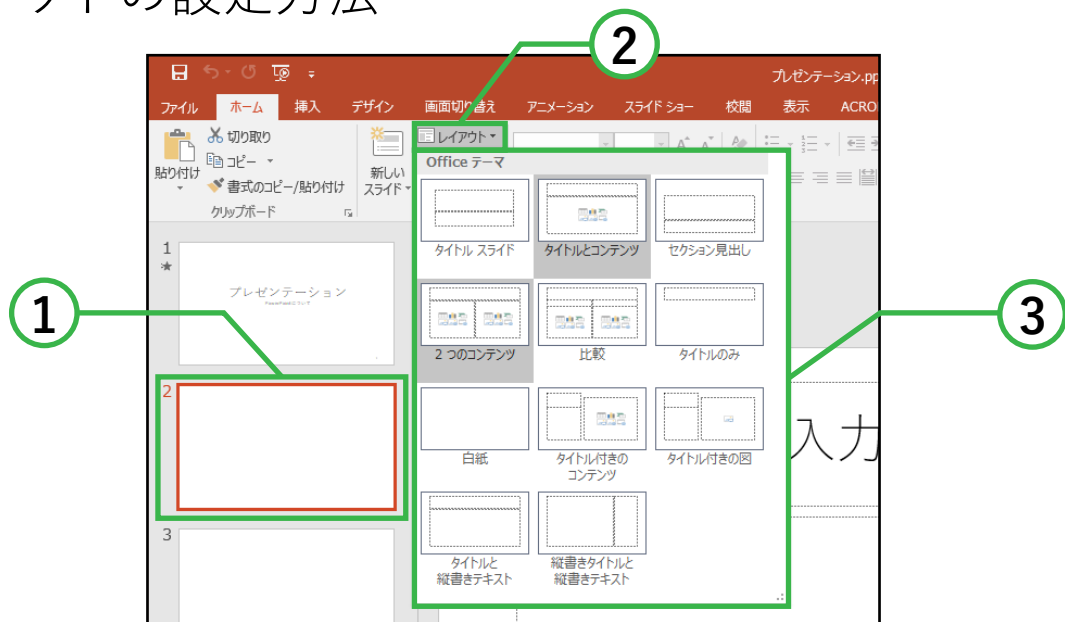 ウトの設定方法
2
プレゼンテーション.pp
ファイル ホーム 挿入 デザイン 画面切り替え アニメーション スライド ショー 校閲 表示 ACRO
切り取り
コピー
書式のコピー/貼り付け
貼り付け
クリップボード
新しい
スライド
レイアウト
Office テーマ
タイトル スライド タイトルとコンテンツ セクション見出し
2 つのコンテンツ 比較 タイトルのみ
白紙 タイトル付きの
コンテンツ タイトル付きの図
タイトルと
縦書きテキスト 縦書きタイトルと
縦書きテキスト
1
プレゼンテーション
1
2
3
3
入力